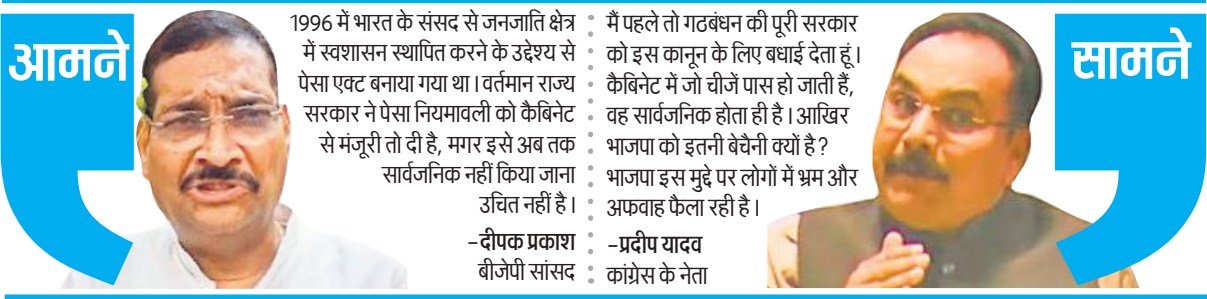 आमने
1996 में भारत के संसद से जनजाति क्षेत्र
में स्वशासन स्थापित करने के उद्देश्य से
पेसा एक्ट बनाया गया था। वर्तमान राज्य
सरकार ने पेसा नियमावली को कैबिनेट
से मंजूरी तो दी है, मगर इसे अब तक
सार्वजनिक नहीं किया जाना
उचित नहीं है।
–दीपक प्रकाश
बीजेपी सांसद
मैं पहले तो गठबंधन की पूरी सरकार
को इस कानून के लिए बधाई देता हूं।
कैबिनेट में जो चीजें पास हो जाती हैं,
वह सार्वजनिक होता ही है। आखिर
भाजपा को इतनी बेचैनी क्यों है?
भाजपा इस मुद्दे पर लोगों में भ्रम और
अफवाह फैला रही है।
–प्रदीप यादव
कांग्रेस के नेता
सामने